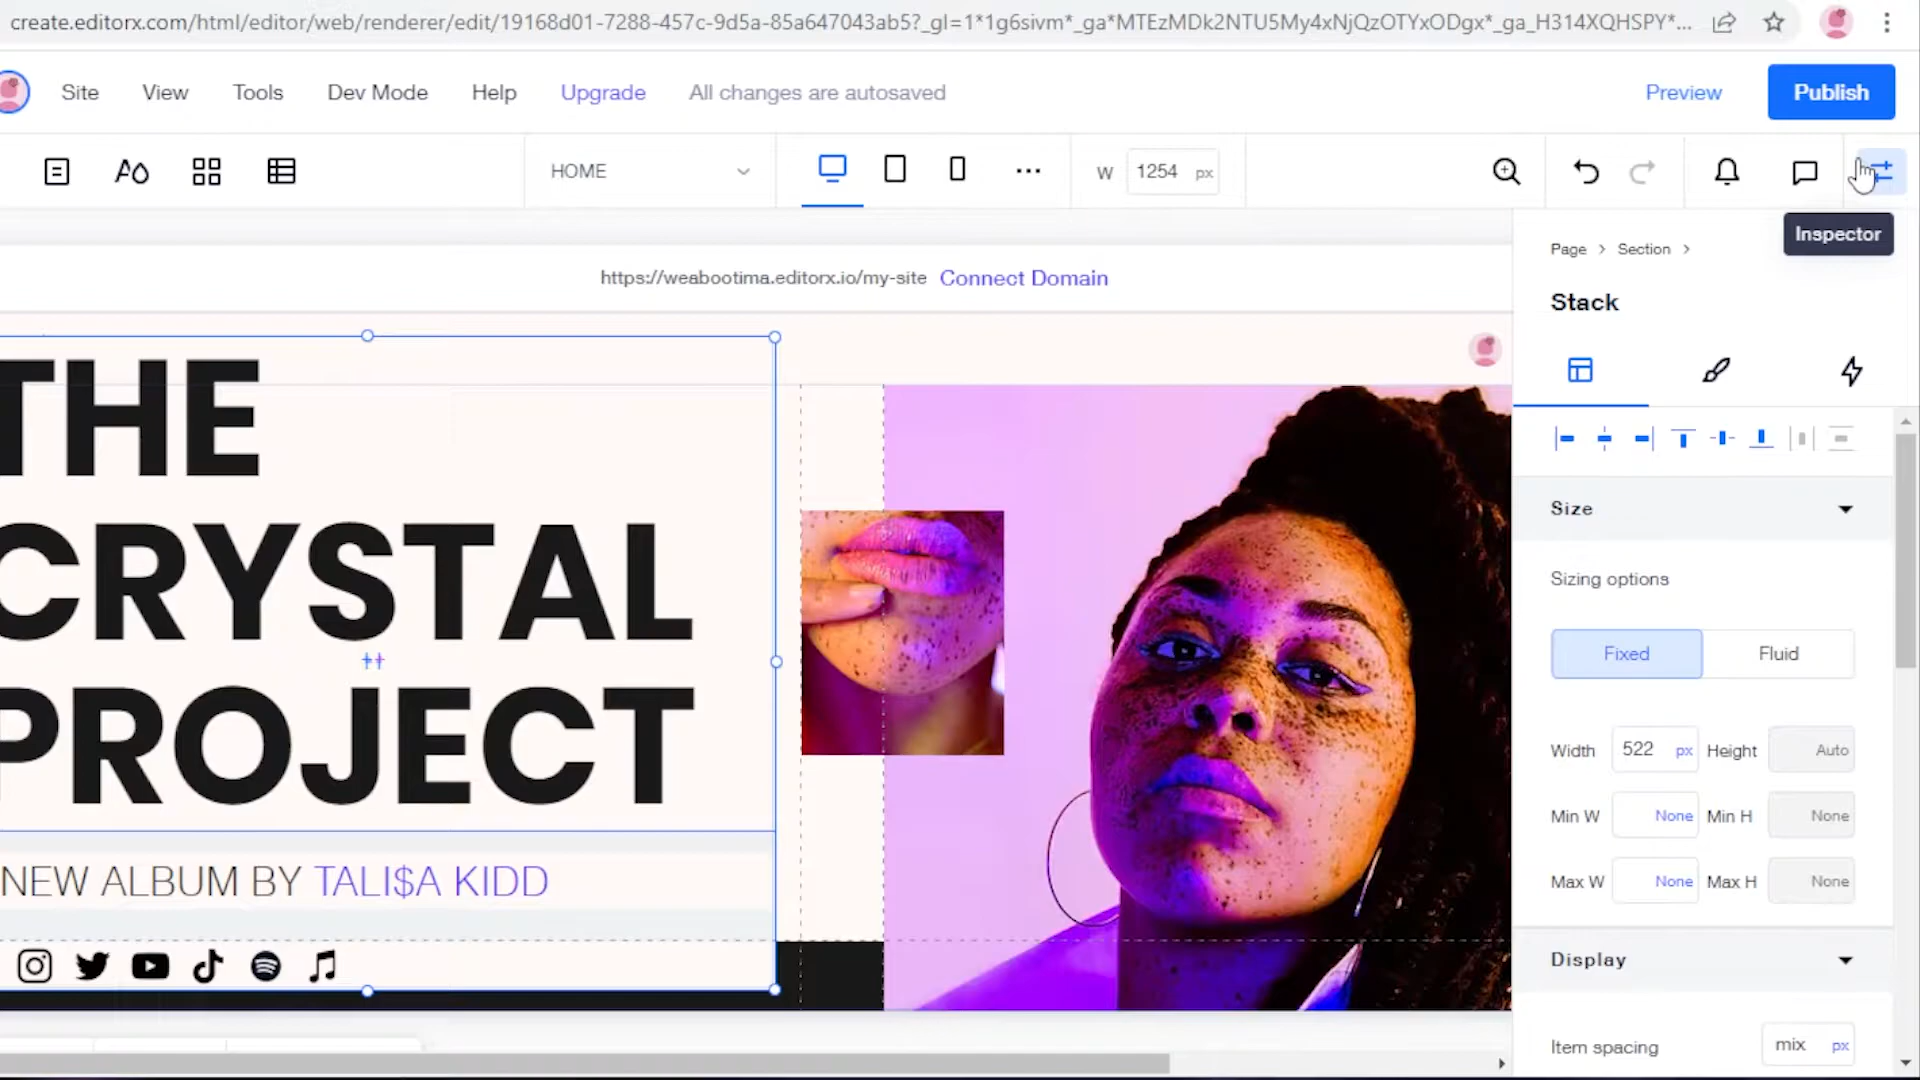 create.editorx.com/html/editor/web/renderer/edit/19168d01-7288-457c-9d5a-85a647043ab5?_gl=1*1g6sivm*_ga*MTEzMDk2NTU5My4xNjQzOTYxODgx*_ga_H314XQHSPY*...
Site View Tools Dev Mode Help Upgrade All changes are autosaved Preview Publish
HOME W 1254 px
Inspector
https://weabootima.editorx.io/my-site Connect Domain
Page > Section >
Stack
THE
CRYSTAL
PROJECT
NEW ALBUM BY TALI$A KIDD
Size
Sizing options
Fixed Fluid
Width 522 px Height Auto
Min W None Min H None
Max W None Max H None
Display
Item spacing mix px